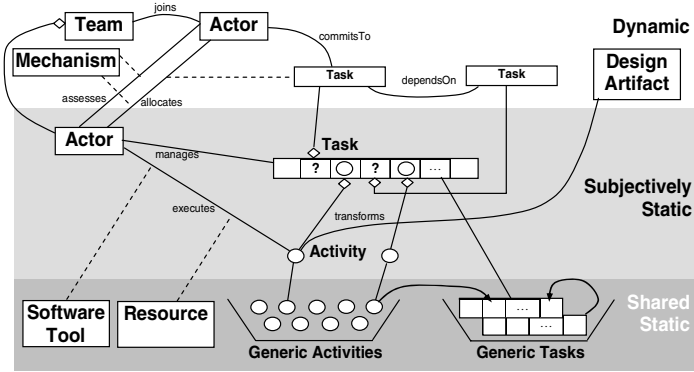 joins
Team
Actor
Dynamic
commitsTo
Mechanism
Task
dependsOn
Task
Design
Artifact
assesses
allocates
Actor
manages
Task
?
?
...
Subjectively
Static
executes
transforms
Activity
Software
Tool
Resource
...
...
Shared
Static
Generic Activities
Generic Tasks